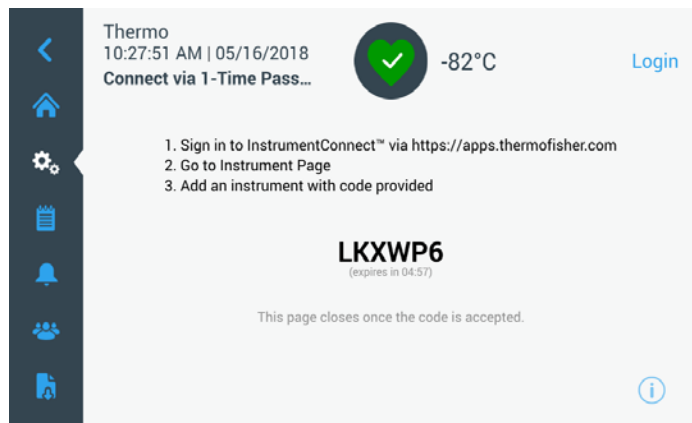 Thermo
10:27:51 AM | 05/16/2018
Connect via 1-Time Pass...
-82°C
Login
1. Sign in to InstrumentConnect™ via https://apps.thermofisher.com
2. Go to Instrument Page
3. Add an instrument with code provided
LKXWP6
(expires in 04:57)
This page closes once the code is accepted.
i